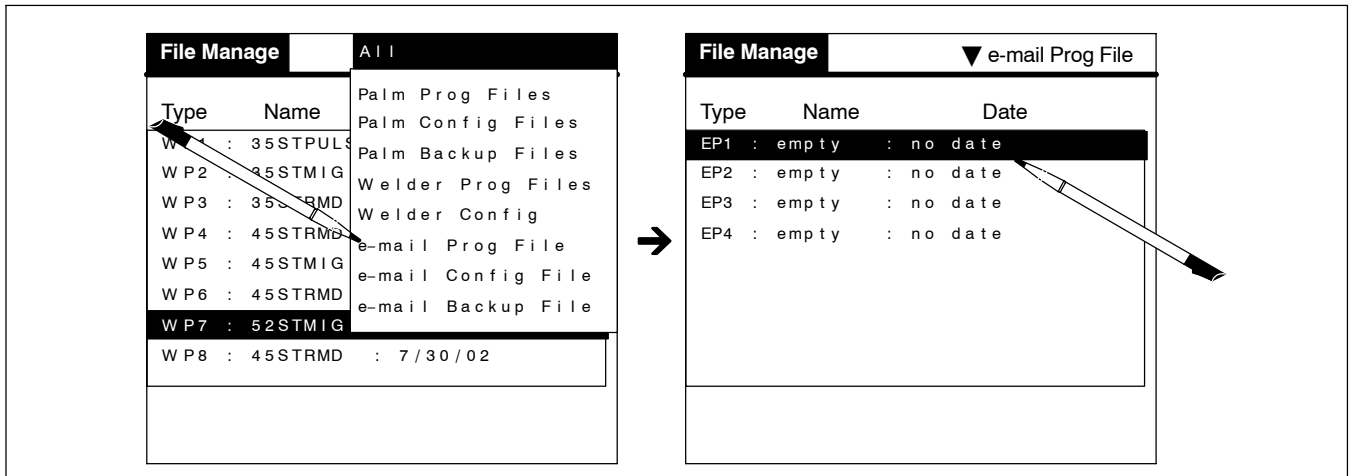 File Manage All
Palm Prog Files
Palm Config Files
Palm Backup Files
Welder Prog Files
Welder Config
e-mail Prog File
e-mail Config File
e-mail Backup File
Type Name
: 35STPULS
WP2 : 35STMIG
WP3 : STRMD
WP4 : 45STRMD
WP5 : 45STMIG
WP6 : 45STRMD
WP7 : 52STMIG
WP8 : 45STRMD : 7/30/02
File Manage ▼ e-mail Prog File
Type Name Date
EP1 : empty : no date
EP2 : empty : no date
EP3 : empty : no date
EP4 : empty : no date